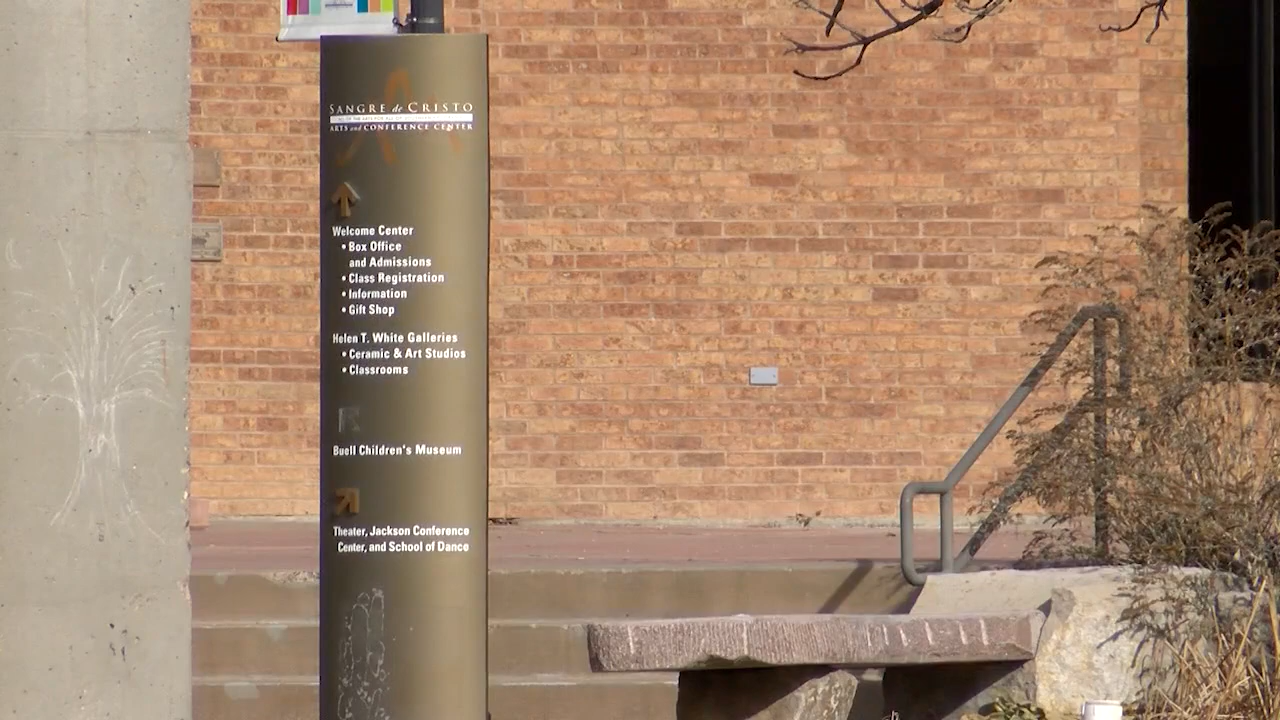 SANGRE de CRISTO
ARTS and CONFERENCE CENTER
Welcome Center
• Box Office
and Admissions
• Class Registration
• Information
• Gift Shop
Helen T. White Galleries
• Ceramic & Art Studios
• Classrooms
Buell Children's Museum
Theater, Jackson Conference
Center, and School of Dance